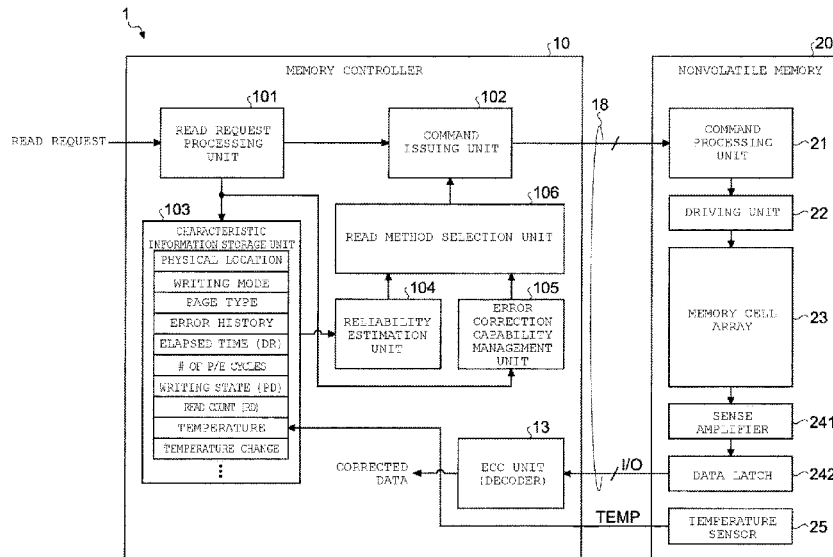 1
10
20
MEMORY CONTROLLER
NONVOLATILE MEMORY
101
102
18
READ REQUEST
READ REQUEST
PROCESSING
UNIT
COMMAND
ISSUING UNIT
COMMAND
PROCESSING
UNIT
21
106
103
22
CHARACTERISTIC
INFORMATION STORAGE UNIT
READ METHOD SELECTION UNIT
DRIVING UNIT
PHYSICAL LOCATION
WRITING MODE
PAGE TYPE
ERROR HISTORY
ELAPSED TIME (DR)
# OF P/E CYCLES
WRITING STATE (PD)
READ COUNT (RD)
TEMPERATURE
TEMPERATURE CHANGE
104
105
RELIABILITY
ESTIMATION
UNIT
ERROR
CORRECTION
CAPABILITY
MANAGEMENT
UNIT
MEMORY CELL
ARRAY
23
SENSE
AMPLIFIER
241
13
CORRECTED
DATA
ECC UNIT
(DECODER)
I/O
DATA LATCH
242
TEMP
TEMPERATURE
SENSOR
25